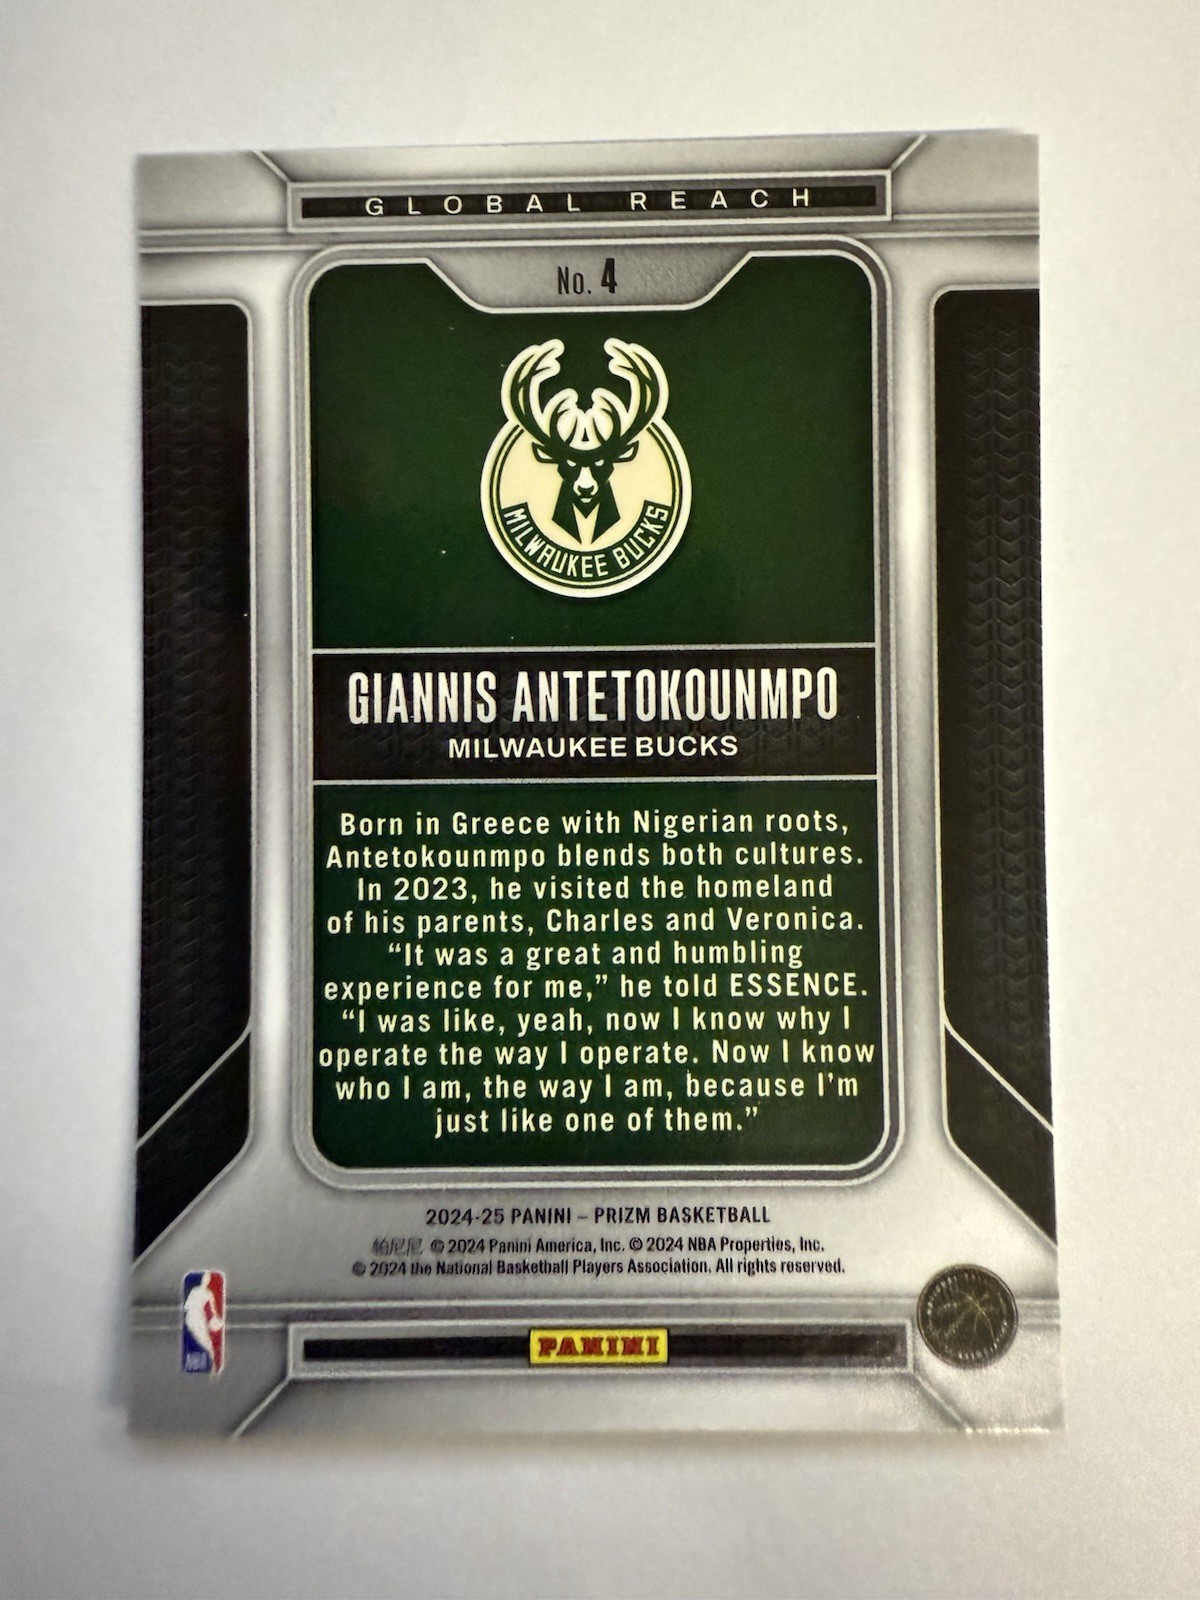 GLOBAL REACH
No. 4
MILWAUKEE BUCKS
GIANNIS ANTETOKOUNMPO
MILWAUKEE BUCKS
Born in Greece with Nigerian roots,
Antetokounmpo blends both cultures.
In 2023, he visited the homeland
of his parents, Charles and Veronica.
“It was a great and humbling
experience for me,” he told ESSENCE.
“I was like, yeah, now I know why I
operate the way I operate. Now I know
who I am, the way I am, because I’m
just like one of them.”
2024-25 PANINI – PRIZM BASKETBALL
© 2024 Panini America, Inc. © 2024 NBA Properties, Inc.
© 2024 the National Basketball Players Association. All rights reserved.
NBA
PANINI